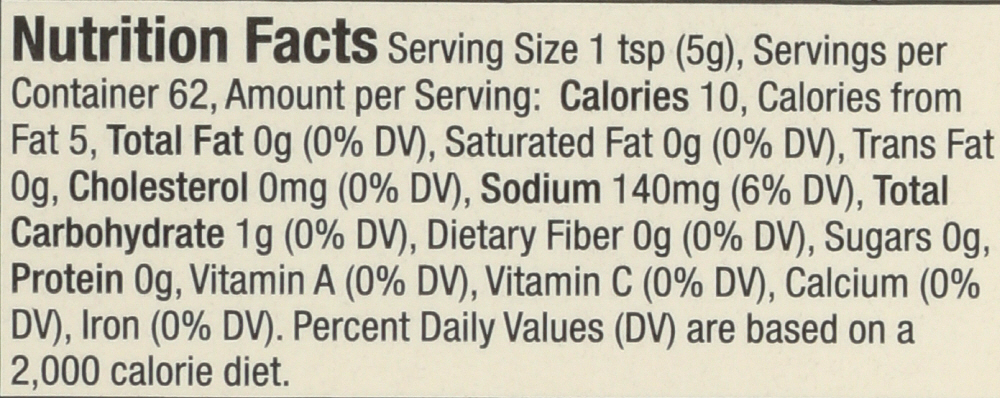 Nutrition Facts Serving Size 1 tsp (5g), Servings per
Container 62, Amount per Serving: Calories 10, Calories from
Fat 5, Total Fat 0g (0% DV), Saturated Fat 0g (0% DV), Trans Fat
0g, Cholesterol 0mg (0% DV), Sodium 140mg (6% DV), Total
Carbohydrate 1g (0% DV), Dietary Fiber 0g (0% DV), Sugars 0g,
Protein 0g, Vitamin A (0% DV), Vitamin C (0% DV), Calcium (0%
DV), Iron (0% DV). Percent Daily Values (DV) are based on a
2,000 calorie diet.